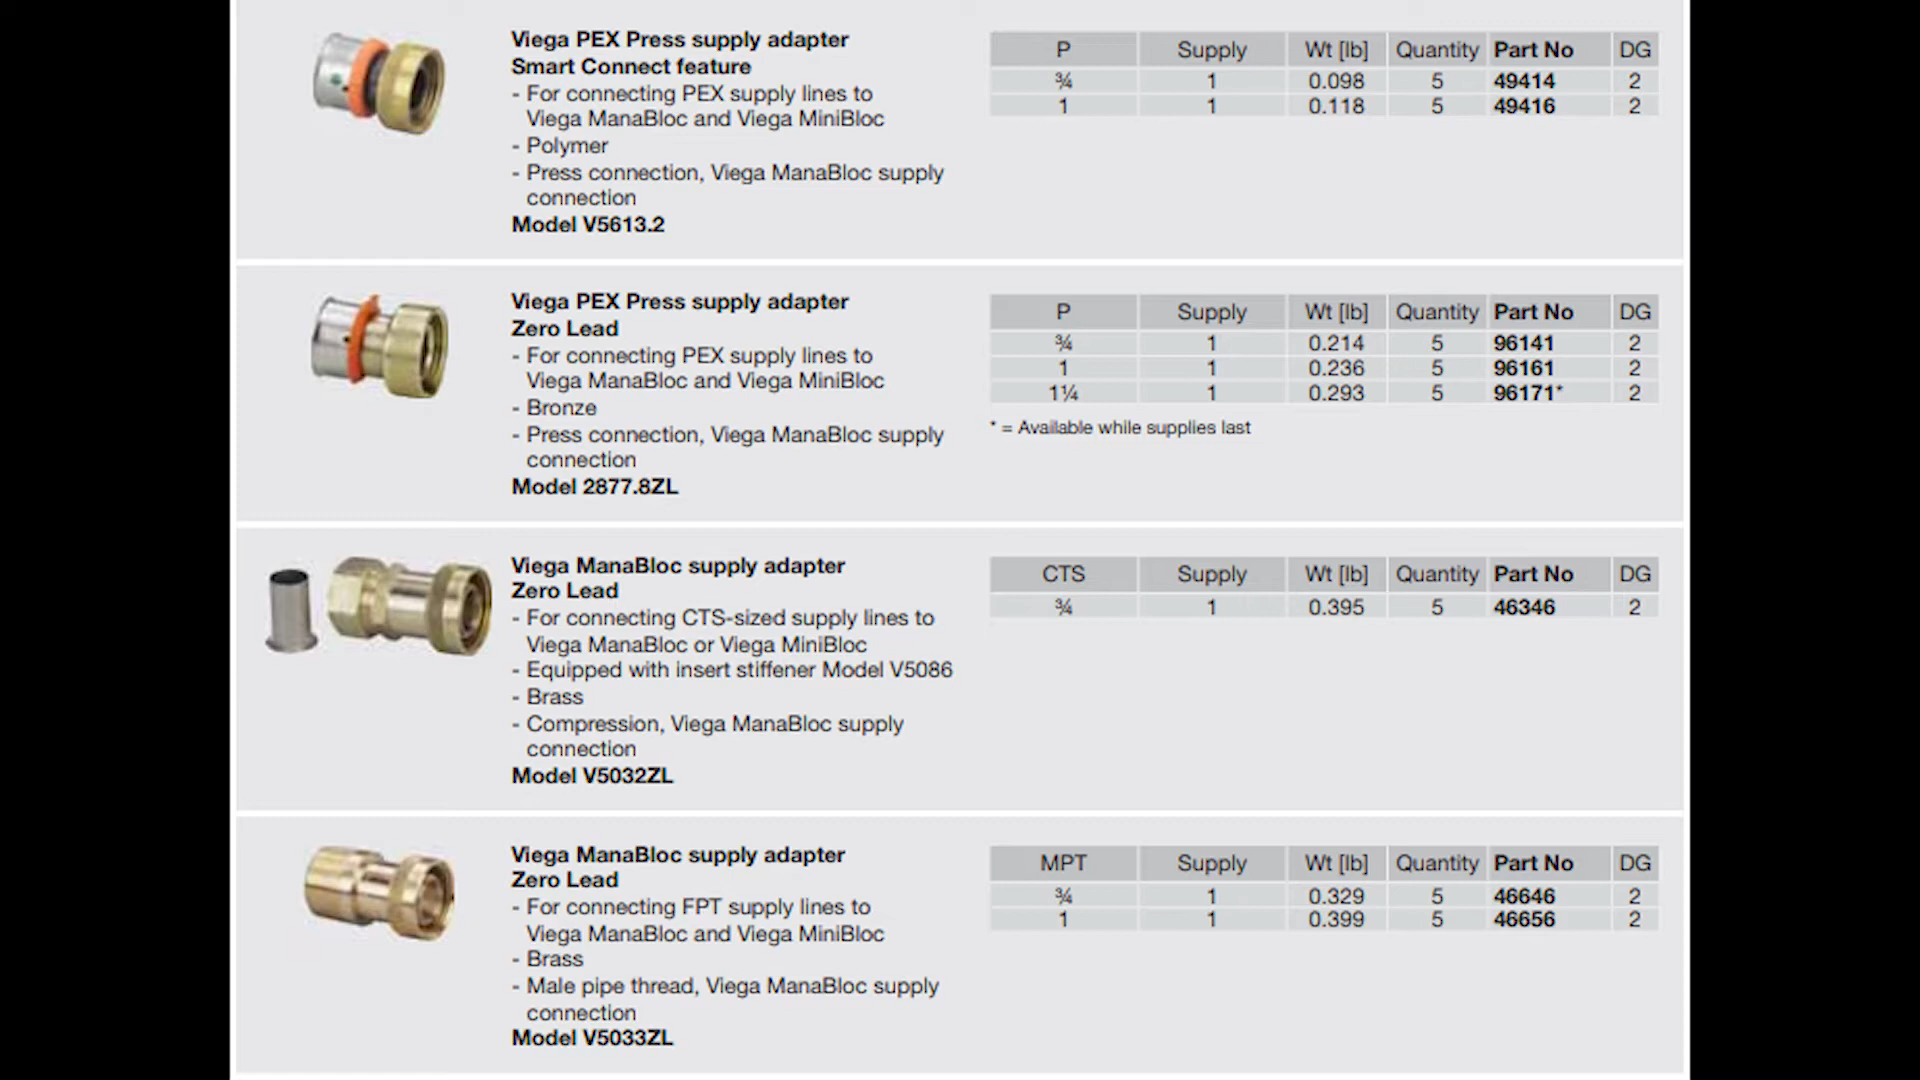 Viega PEX Press supply adapter
Smart Connect feature
- For connecting PEX supply lines to
Viega ManaBloc and Viega MiniBloc
- Polymer
- Press connection, Viega ManaBloc supply
connection
Model V5613.2
P Supply Wt [lb] Quantity Part No DG
¾ 1 0.098 5 49414 2
1 1 0.118 5 49416 2
Viega PEX Press supply adapter
Zero Lead
- For connecting PEX supply lines to
Viega ManaBloc and Viega MiniBloc
- Bronze
- Press connection, Viega ManaBloc supply
connection
Model 2877.8ZL
P Supply Wt [lb] Quantity Part No DG
¾ 1 0.214 5 96141 2
1 1 0.236 5 96161 2
1¼ 1 0.293 5 96171* 2
* = Available while supplies last
Viega ManaBloc supply adapter
Zero Lead
- For connecting CTS-sized supply lines to
Viega ManaBloc or Viega MiniBloc
- Equipped with insert stiffener Model V5086
- Brass
- Compression, Viega ManaBloc supply
connection
Model V5032ZL
CTS Supply Wt [lb] Quantity Part No DG
¾ 1 0.395 5 46346 2
Viega ManaBloc supply adapter
Zero Lead
- For connecting FPT supply lines to
Viega ManaBloc and Viega MiniBloc
- Brass
- Male pipe thread, Viega ManaBloc supply
connection
Model V5033ZL
MPT Supply Wt [lb] Quantity Part No DG
¾ 1 0.329 5 46646 2
1 1 0.399 5 46656 2